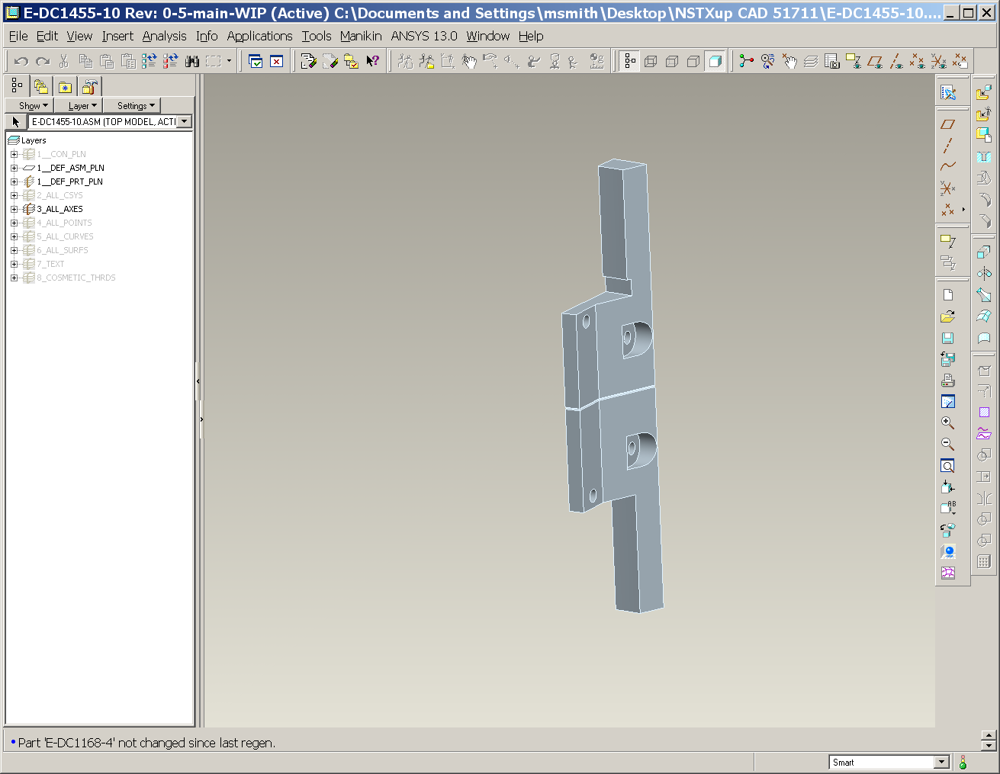 E-DC1455-10 Rev: 0-5-main-WIP (Active) C:\Documents and Settings\msmith\Desktop\NSTXup CAD 51711\E-DC1455-10....
File Edit View Insert Analysis Info Applications Tools Manikin ANSYS 13.0 Window Help
Show Layer Settings
E-DC1455-10.ASM (TOP MODEL, ACTI
Layers
1__CON_PLN
1__DEF_ASM_PLN
1__DEF_PRT_PLN
2_ALL_CSYS
3_ALL_AXES
4_ALL_POINTS
5_ALL_CURVES
6_ALL_SURFS
7_TEXT
8_COSMETIC_THRDS
AB
Part 'E-DC1168-4' not changed since last regen.
Smart